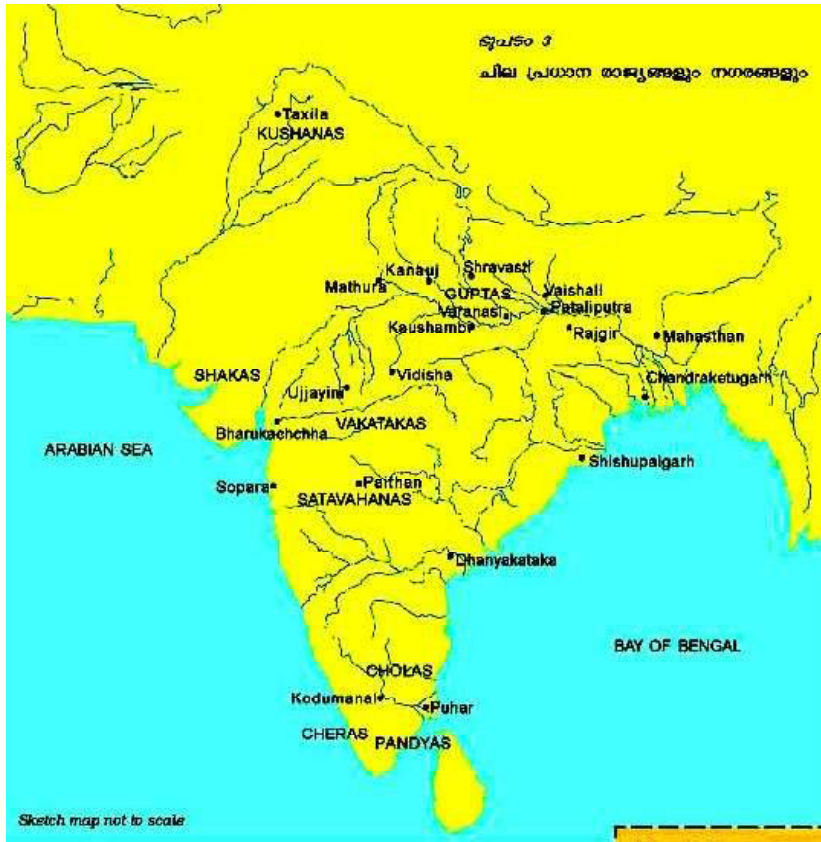 ഭൂപടം 3
ചില പ്രധാന രാജ്യങ്ങളും നഗരങ്ങളും
Taxila
KUSHANAS
Kanauj
Shravasti
Mathura
GUPTAS
Vaishali
Varanasi
Pataliputra
Kaushambi
Rajgir
Mahasthan
SHAKAS
Vidisha
Ujjayini
Chandraketugarh
Bharukachchha
VAKATAKAS
ARABIAN SEA
Shishupalgarh
Sopara
Paithan
SATAVAHANAS
Dhanyakataka
BAY OF BENGAL
CHOLAS
Kodumanal
Puhar
CHERAS
PANDYAS
Sketch map not to scale